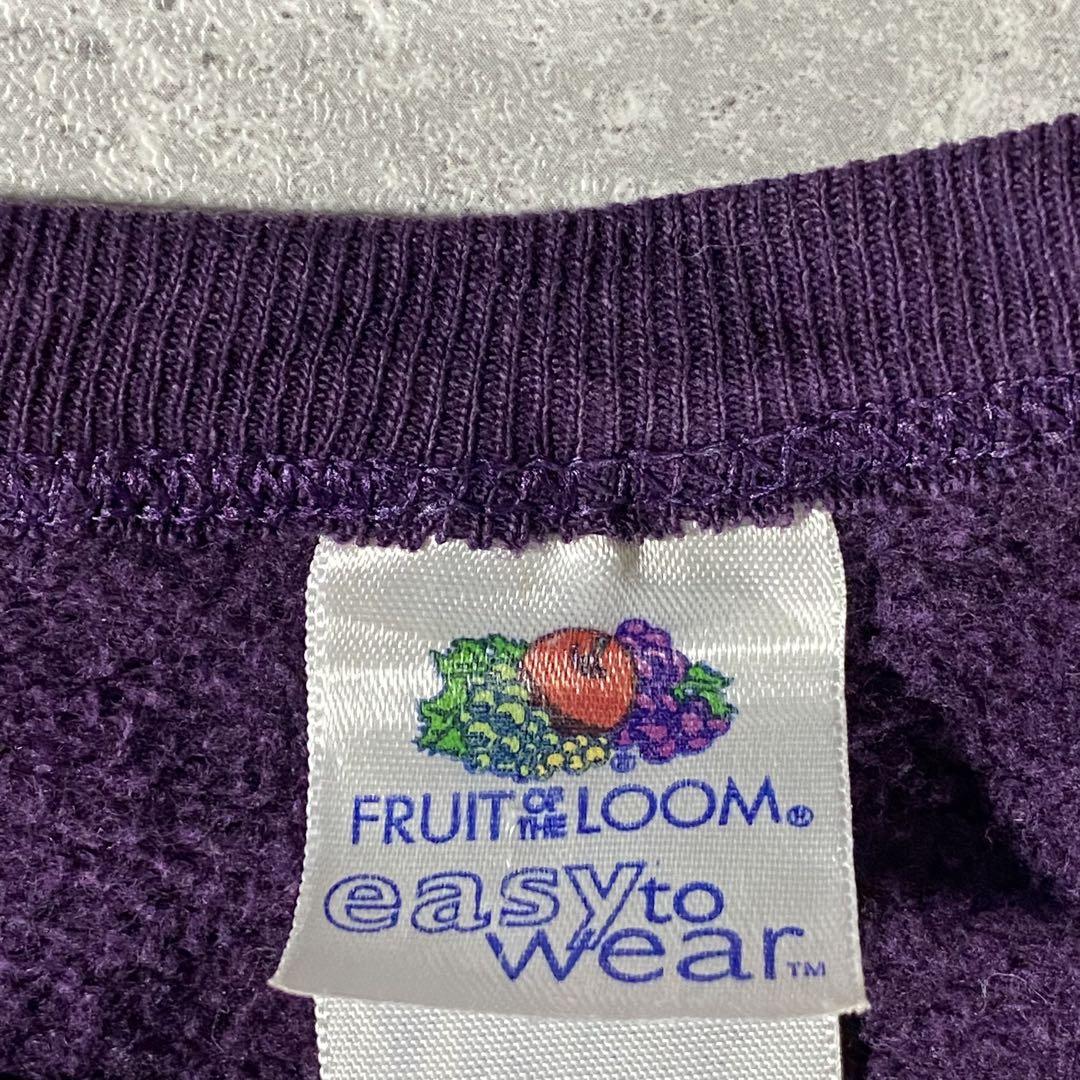 ®
FRUIT OF THE LOOM®
easy to
wear™